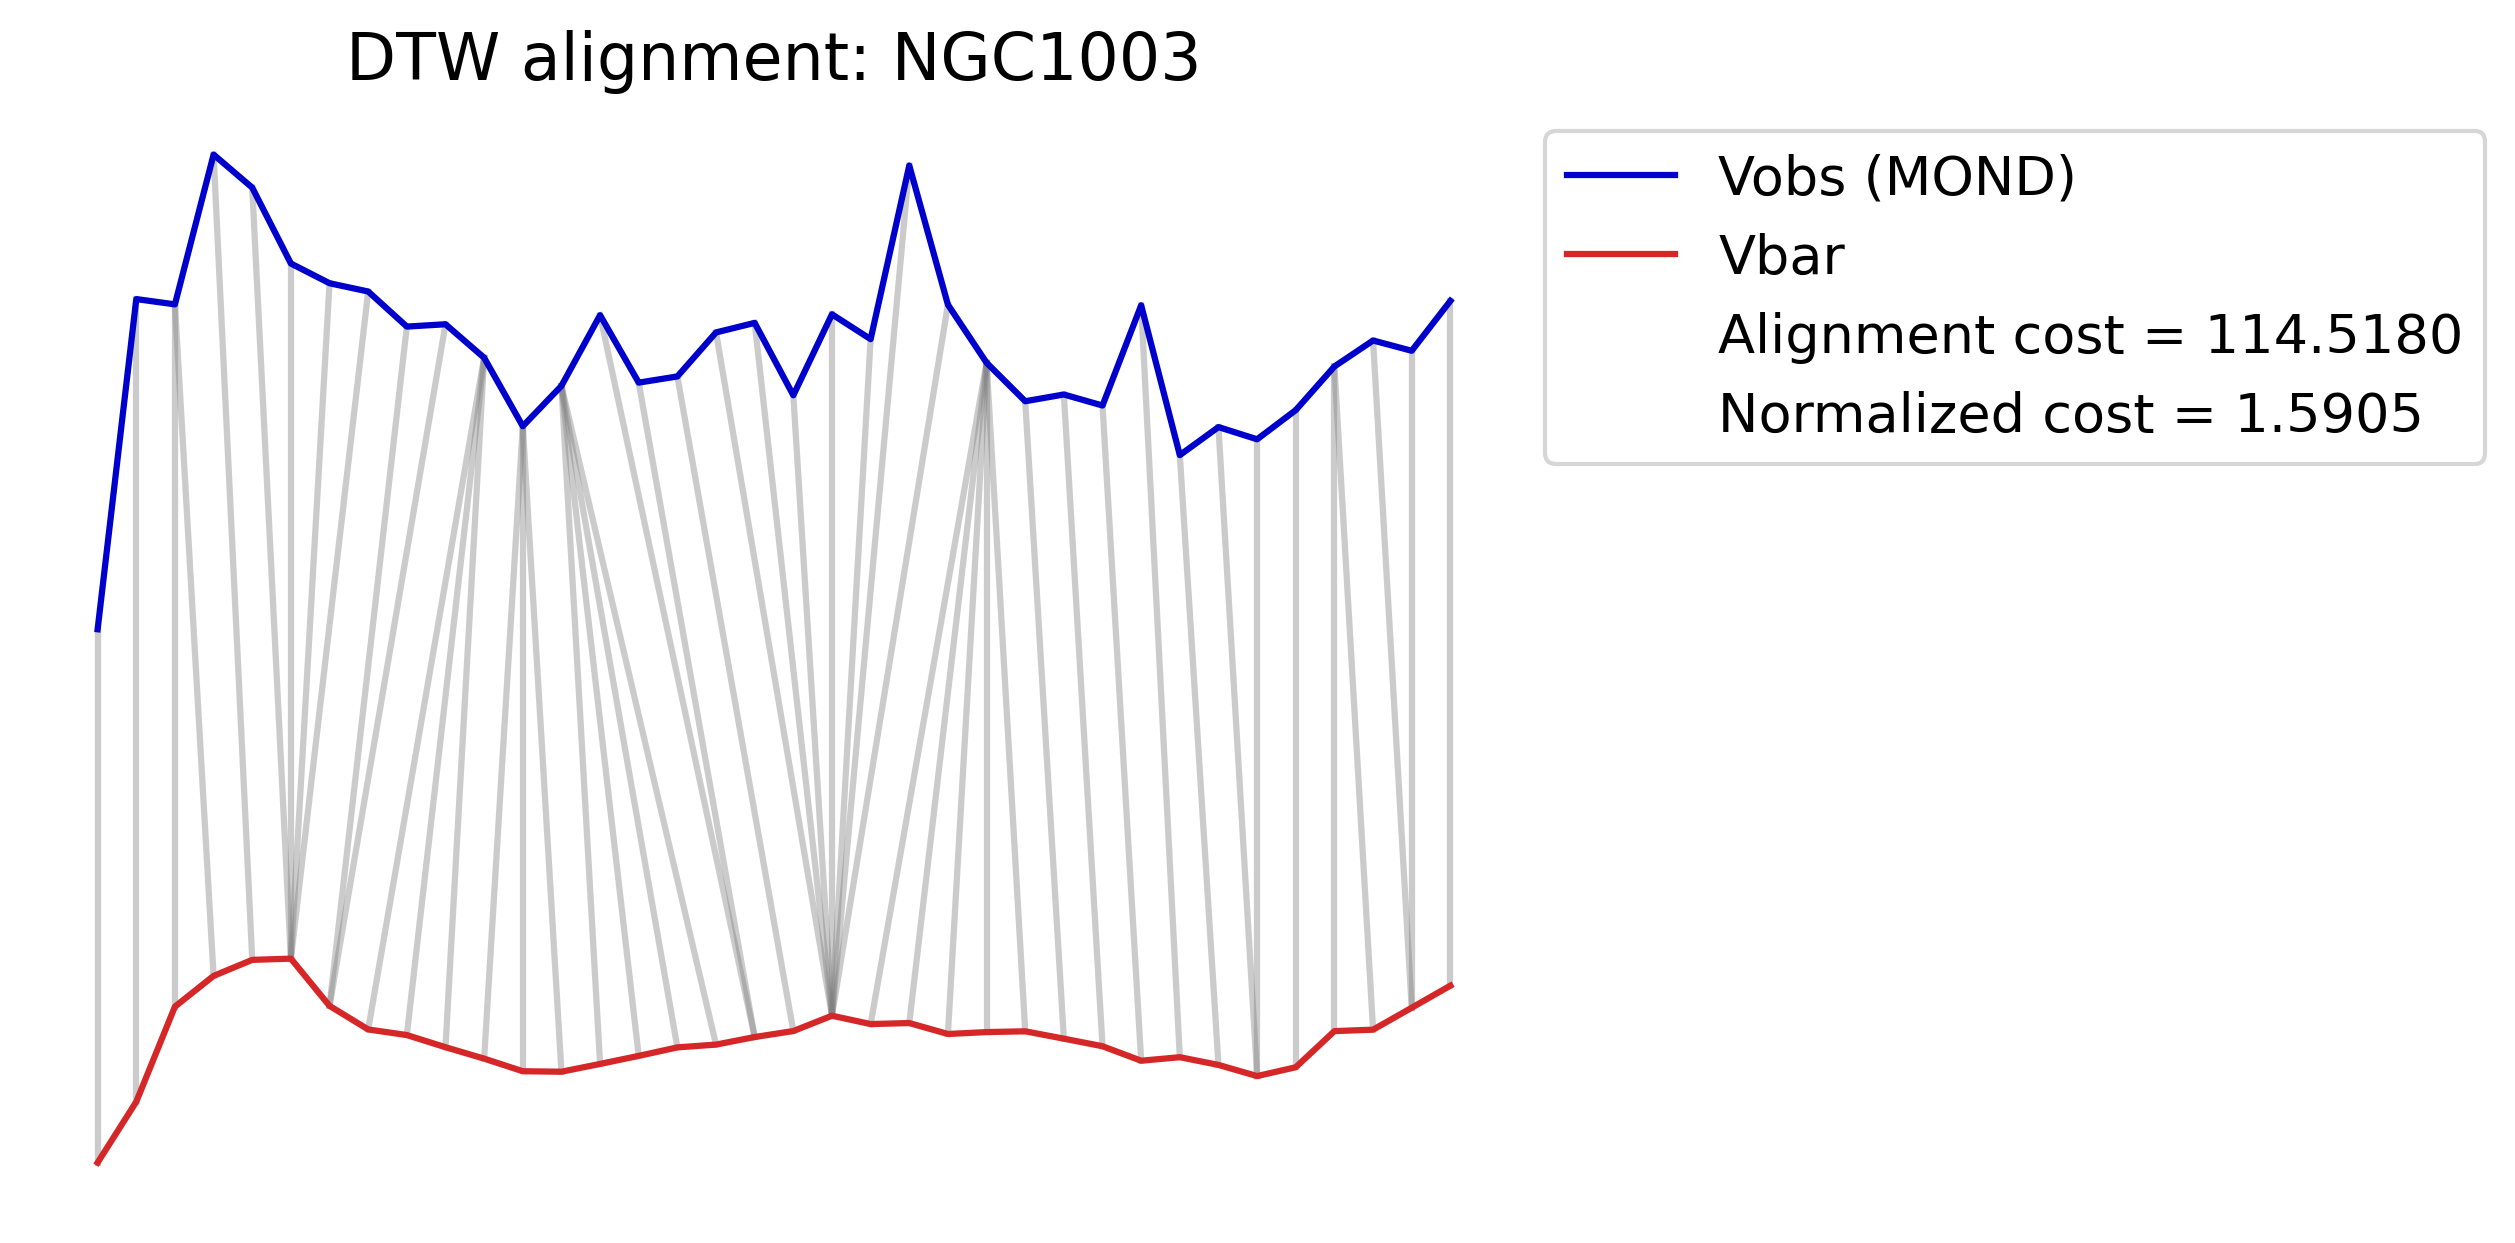 DTW alignment: NGC1003
Vobs (MOND)
Vbar
Alignment cost = 114.5180
Normalized cost = 1.5905